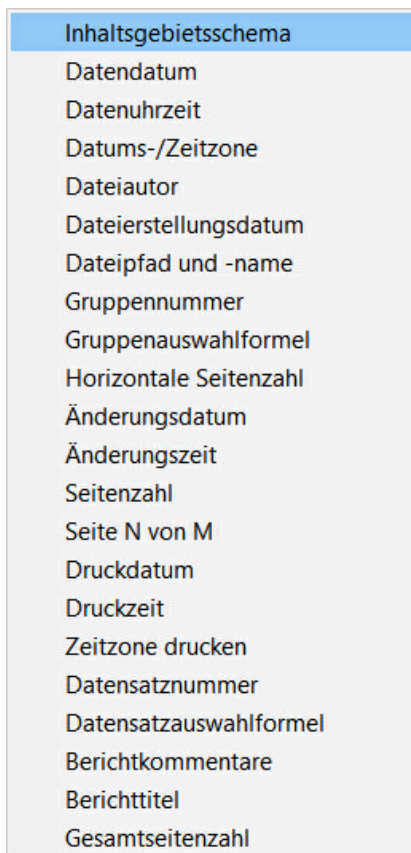 Inhaltsgebietsschema
Datendatum
Datenuhrzeit
Datums-/Zeitzone
Dateiautor
Dateierstellungsdatum
Dateipfad und -name
Gruppennummer
Gruppenauswahlformel
Horizontale Seitenzahl
Änderungsdatum
Änderungszeit
Seitenzahl
Seite N von M
Druckdatum
Druckzeit
Zeitzone drucken
Datensatznummer
Datensatzauswahlformel
Berichtkommentare
Berichttitel
Gesamtseitenzahl